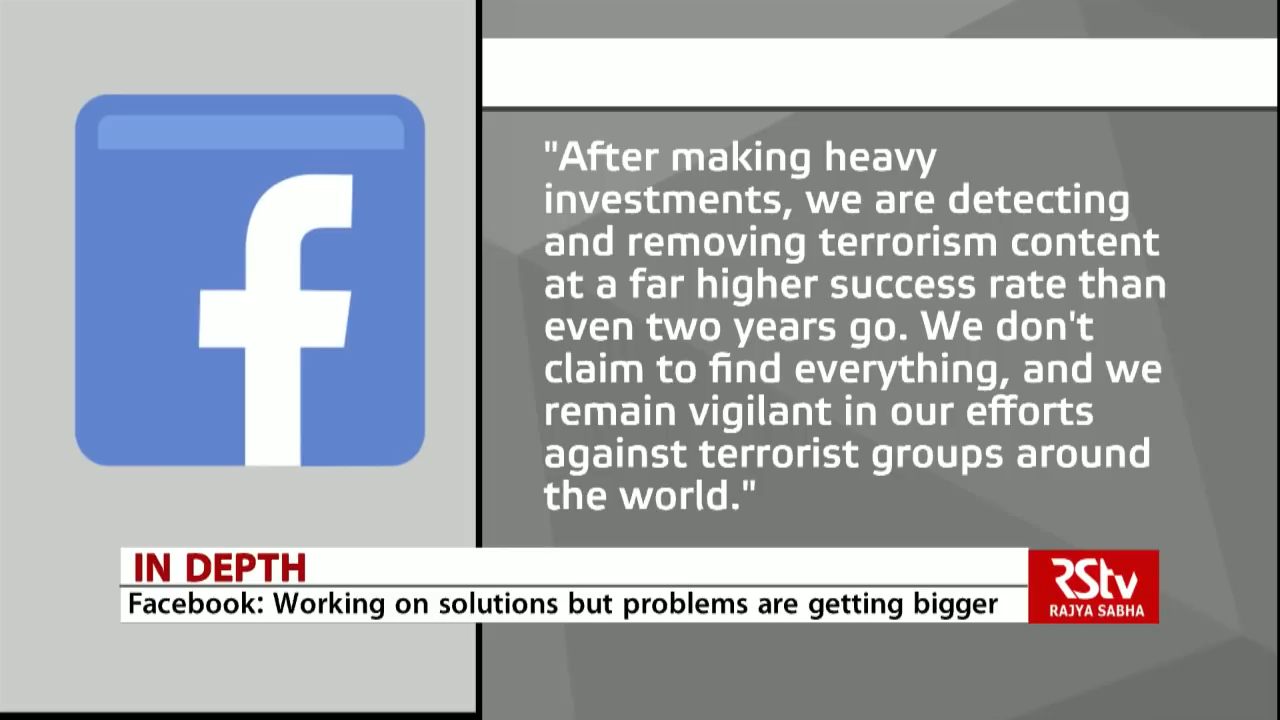 "After making heavy
investments, we are detecting
and removing terrorism content
at a far higher success rate than
even two years go. We don't
claim to find everything, and we
remain vigilant in our efforts
against terrorist groups around
the world."
IN DEPTH
Facebook: Working on solutions but problems are getting bigger
RStv
RAJYA SABHA